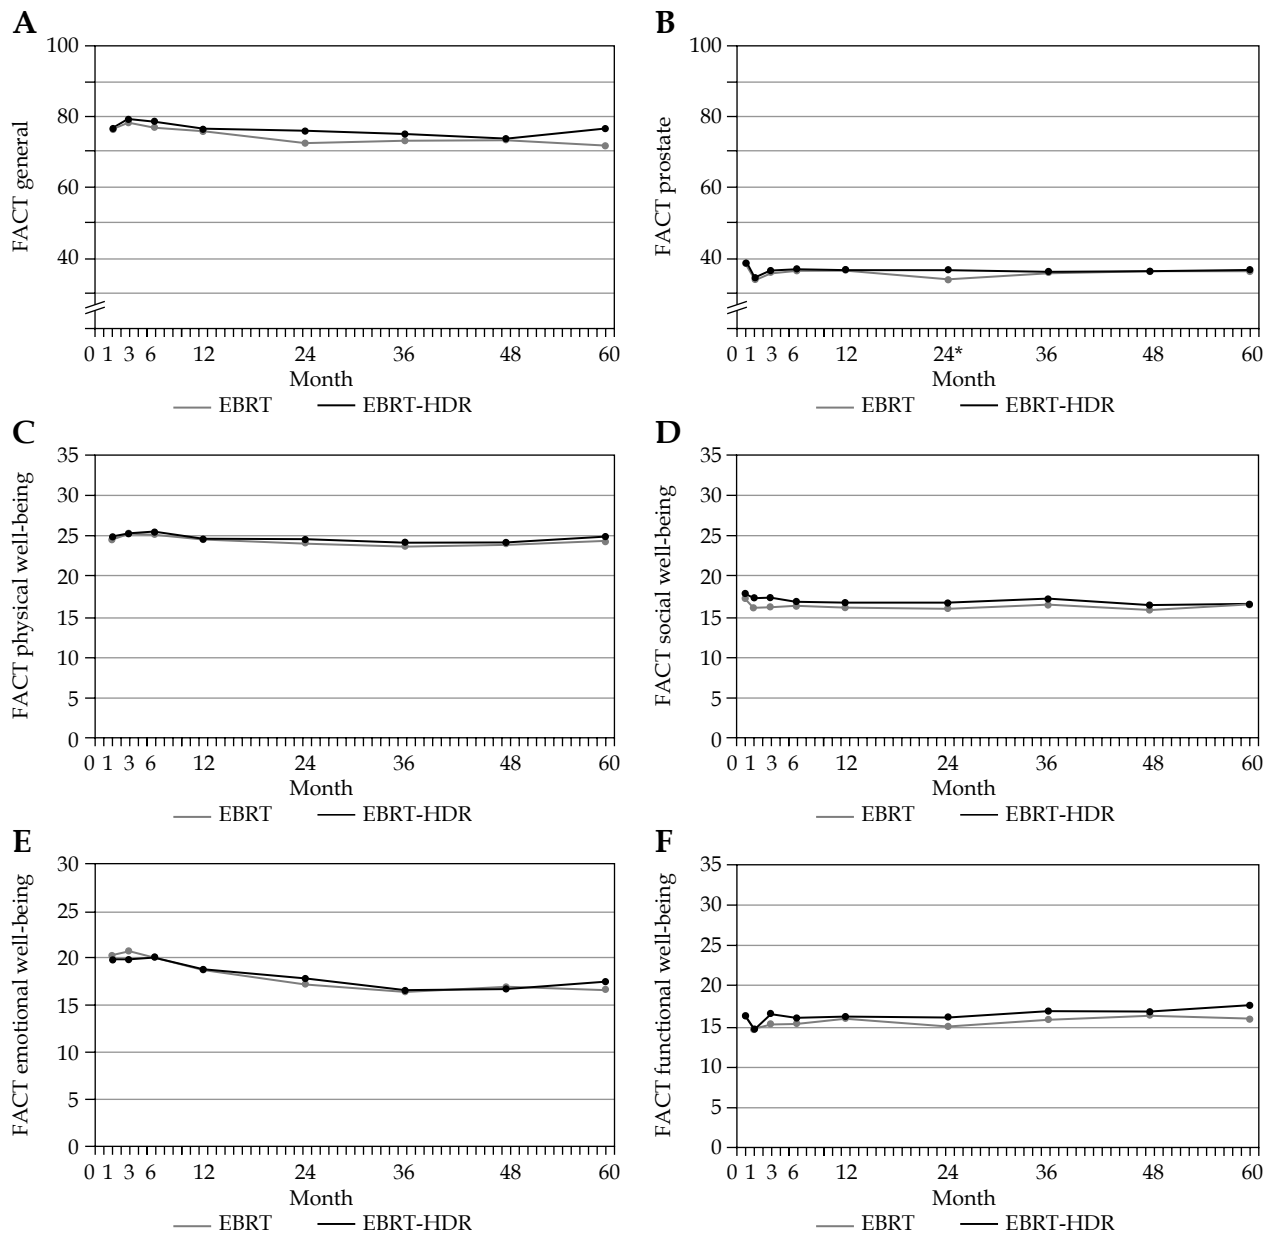 A
FACT general
100
80
60
40
0 1 3 6 12 24 36 48 60
Month
EBRT EBRT-HDR
B
FACT prostate
100
80
60
40
0 1 3 6 12 24* 36 48 60
Month
EBRT EBRT-HDR
C
FACT physical well-being
35
30
25
20
15
10
5
0
0 1 3 6 12 24 36 48 60
Month
EBRT EBRT-HDR
D
FACT social well-being
35
30
25
20
15
10
5
0
0 1 3 6 12 24 36 48 60
Month
EBRT EBRT-HDR
E
FACT emotional well-being
30
25
20
15
10
5
0
0 1 3 6 12 24 36 48 60
Month
EBRT EBRT-HDR
F
FACT functional well-being
35
30
25
20
15
10
5
0
0 1 3 6 12 24 36 48 60
Month
EBRT EBRT-HDR